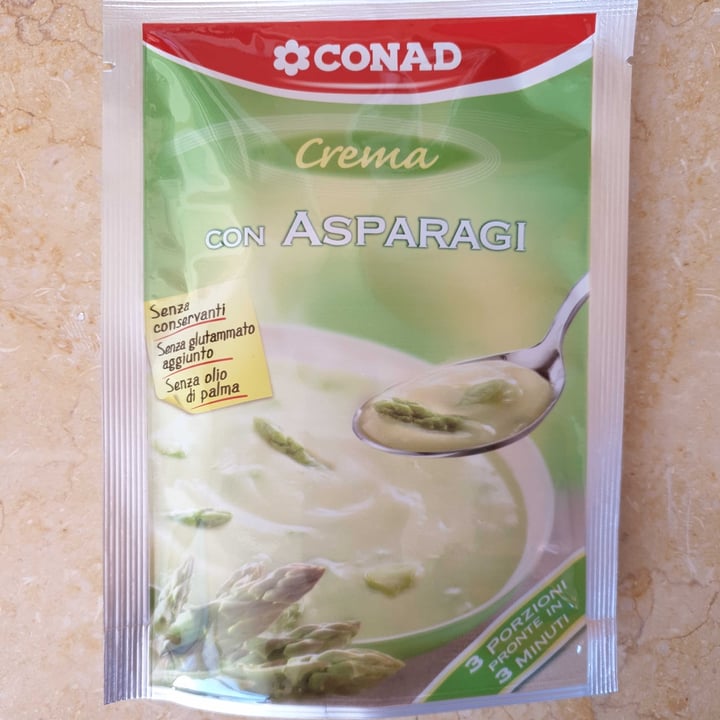 CONAD
Crema
CON ASPARAGI
Senza
conservanti
Senza glutammato
aggiunto
Senza olio
di palma
3 PORZIONI
PRONTE IN
3 MINUTI